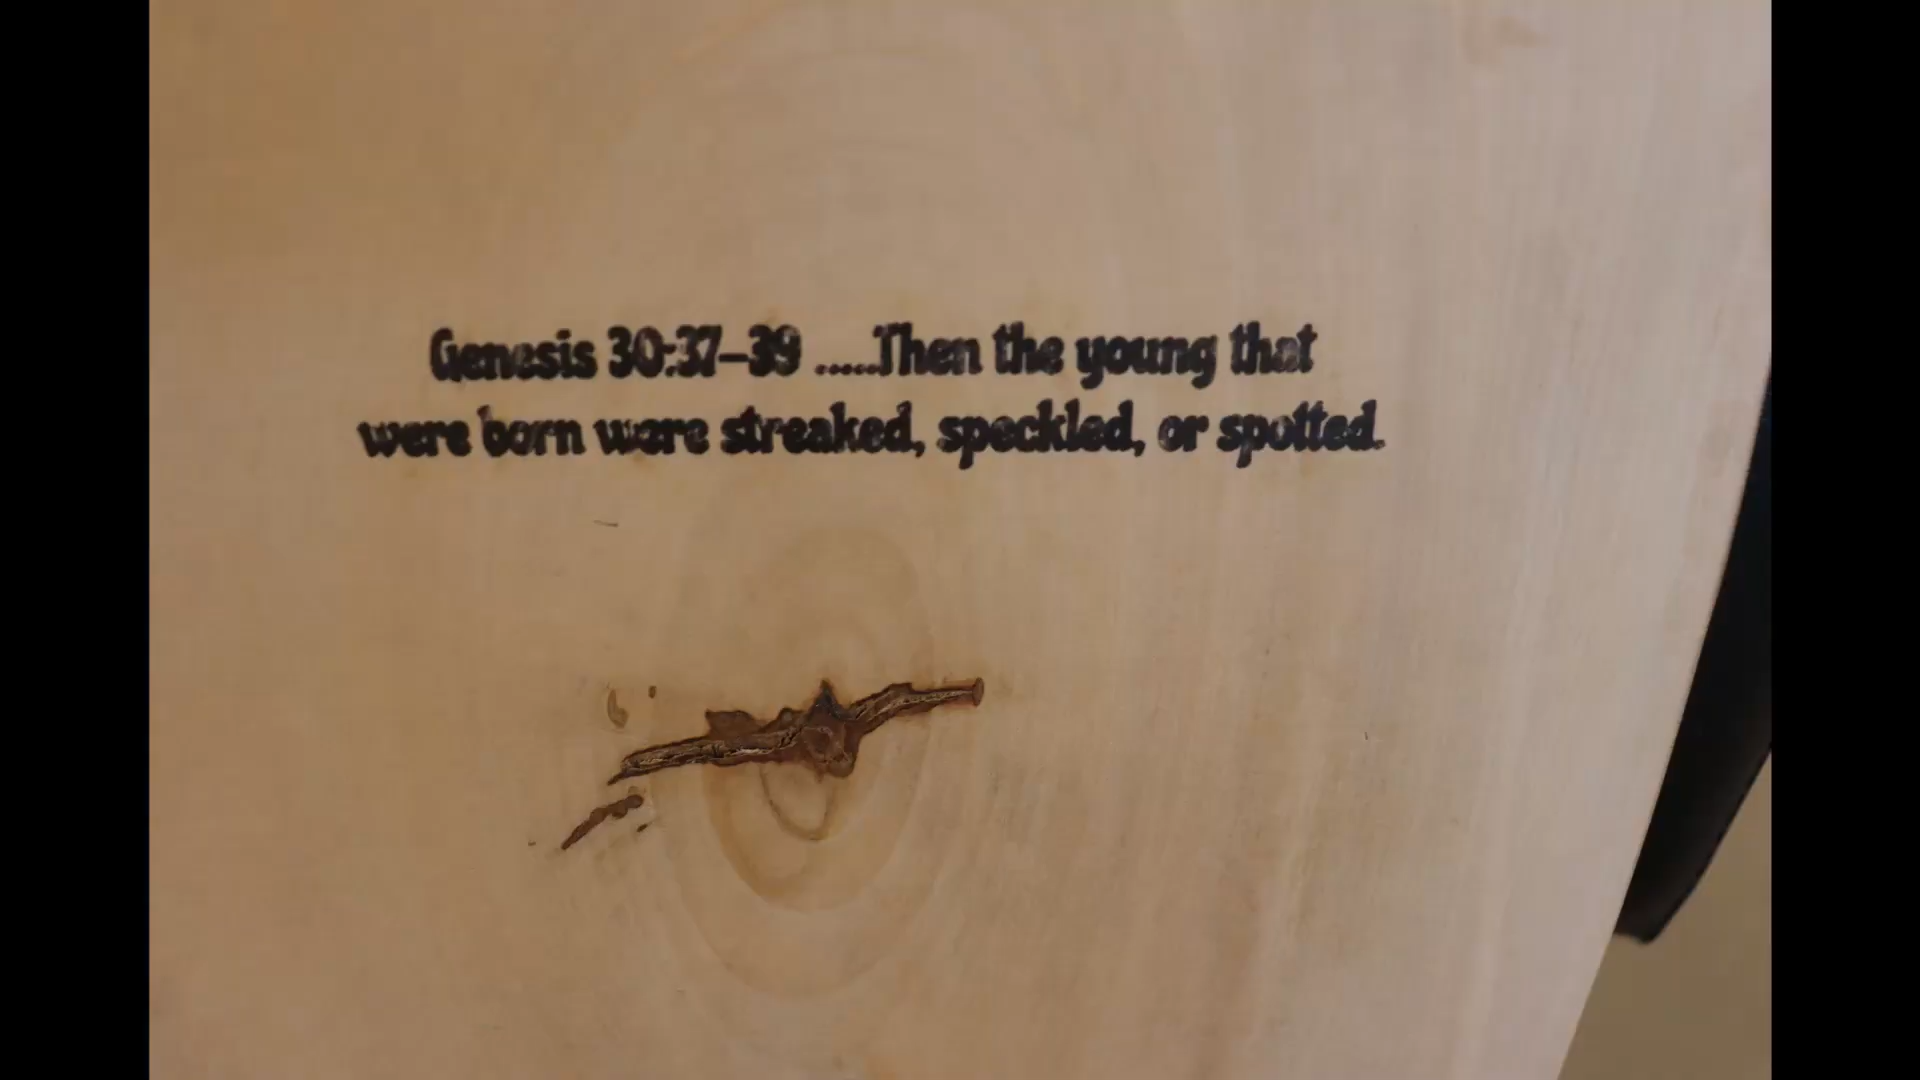 Genesis 30:37–39 .....Then the young that
were born were streaked, speckled, or spotted.